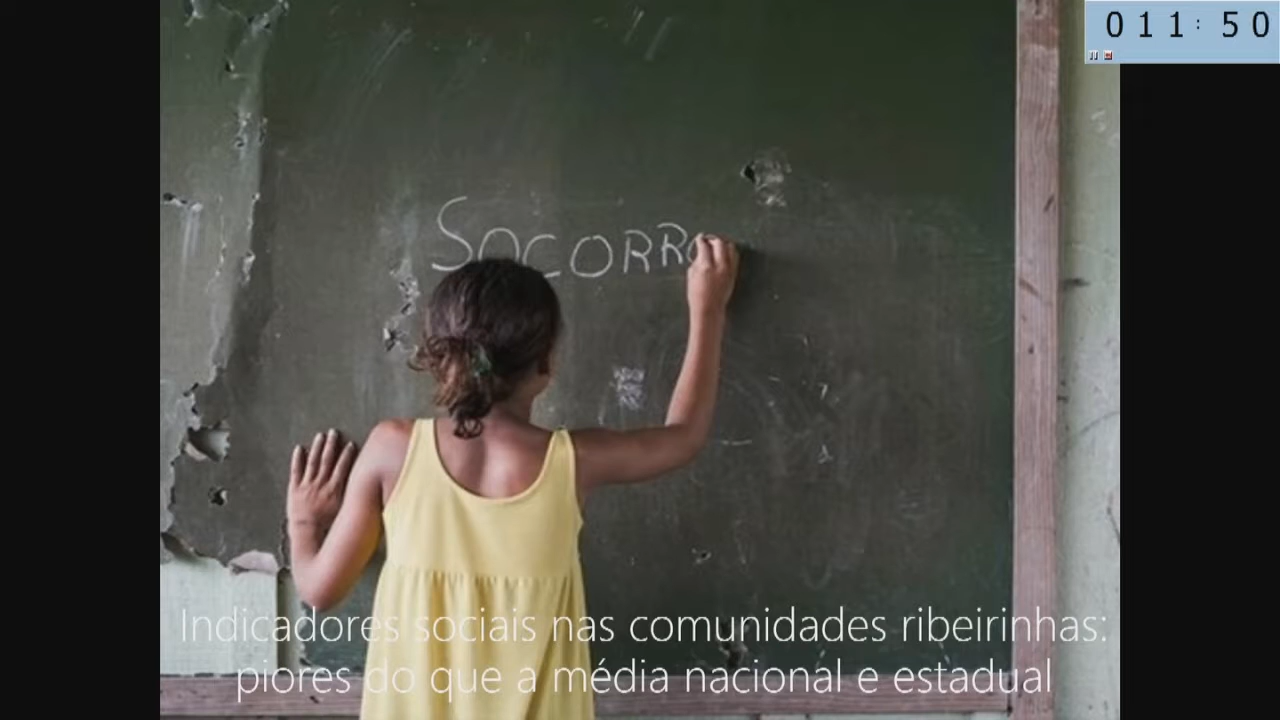 011:50
SOCORRO
Indicadores sociais nas comunidades ribeirinhas:
piores do que a média nacional e estadual